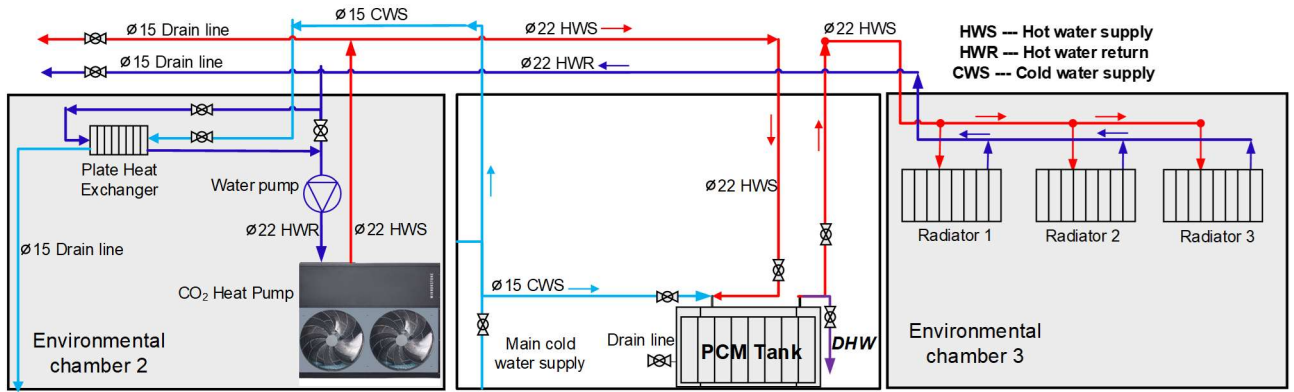 Ø15 CWS
Ø15 Drain line
Ø22 HWS
Ø22 HWS
HWS --- Hot water supply
HWR --- Hot water return
CWS --- Cold water supply
Ø15 Drain line
Ø22 HWR
Plate Heat
Exchanger
Water pump
Ø22 HWS
Ø22 HWR
Ø22 HWS
Ø15 Drain line
Radiator 1
Radiator 2
Radiator 3
CO₂ Heat Pump
Ø15 CWS
Environmental
chamber 2
Main cold
water supply
Drain line
PCM Tank
DHW
Environmental
chamber 3